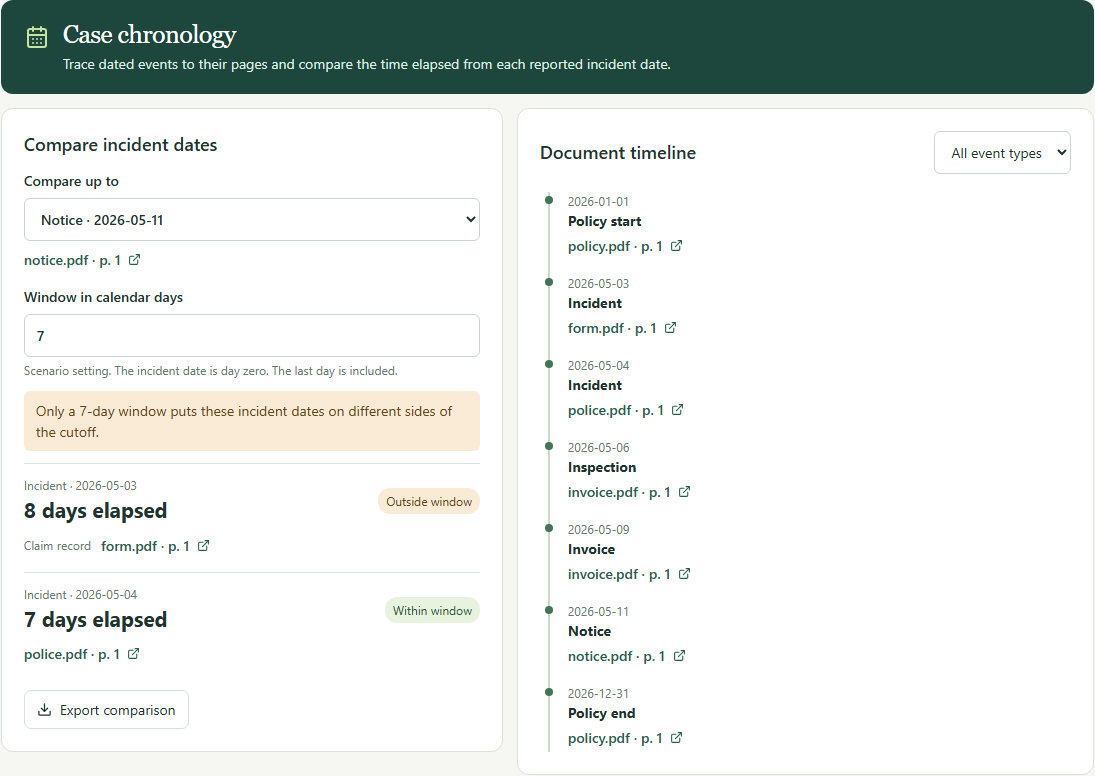 Case chronology
Trace dated events to their pages and compare the time elapsed from each reported incident date.
Compare incident dates
Compare up to
Notice · 2026-05-11
notice.pdf · p. 1
Window in calendar days
7
Scenario setting. The incident date is day zero. The last day is included.
Only a 7-day window puts these incident dates on different sides of
the cutoff.
Incident · 2026-05-03
8 days elapsed
Outside window
Claim record form.pdf · p. 1
Incident · 2026-05-04
7 days elapsed
Within window
police.pdf · p. 1
Export comparison
Document timeline
All event types
2026-01-01
Policy start
policy.pdf · p. 1
2026-05-03
Incident
form.pdf · p. 1
2026-05-04
Incident
police.pdf · p. 1
2026-05-06
Inspection
invoice.pdf · p. 1
2026-05-09
Invoice
invoice.pdf · p. 1
2026-05-11
Notice
notice.pdf · p. 1
2026-12-31
Policy end
policy.pdf · p. 1